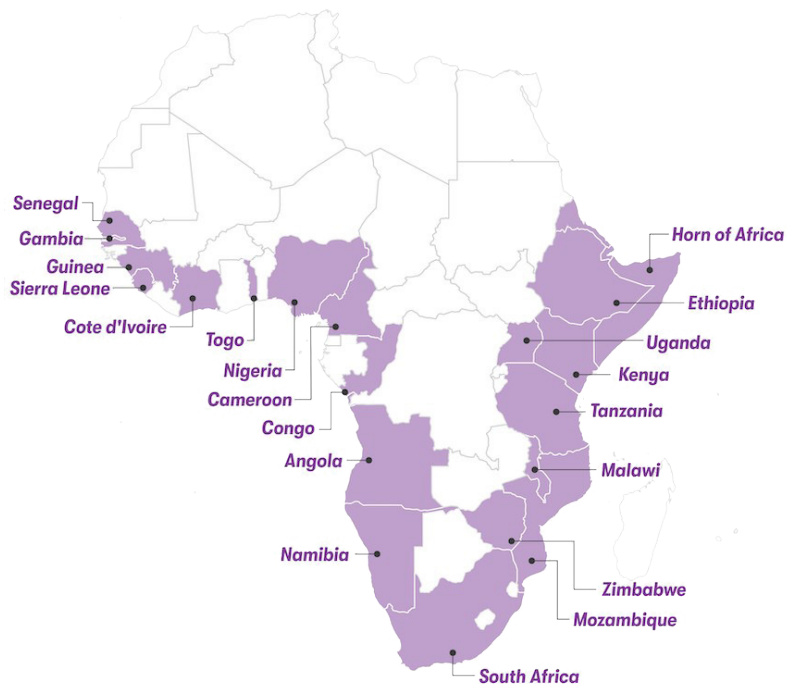 Senegal
Gambia
Guinea
Sierra Leone
Cote d'Ivoire
Togo
Nigeria
Cameroon
Congo
Angola
Namibia
Horn of Africa
Ethiopia
Uganda
Kenya
Tanzania
Malawi
Zimbabwe
Mozambique
South Africa